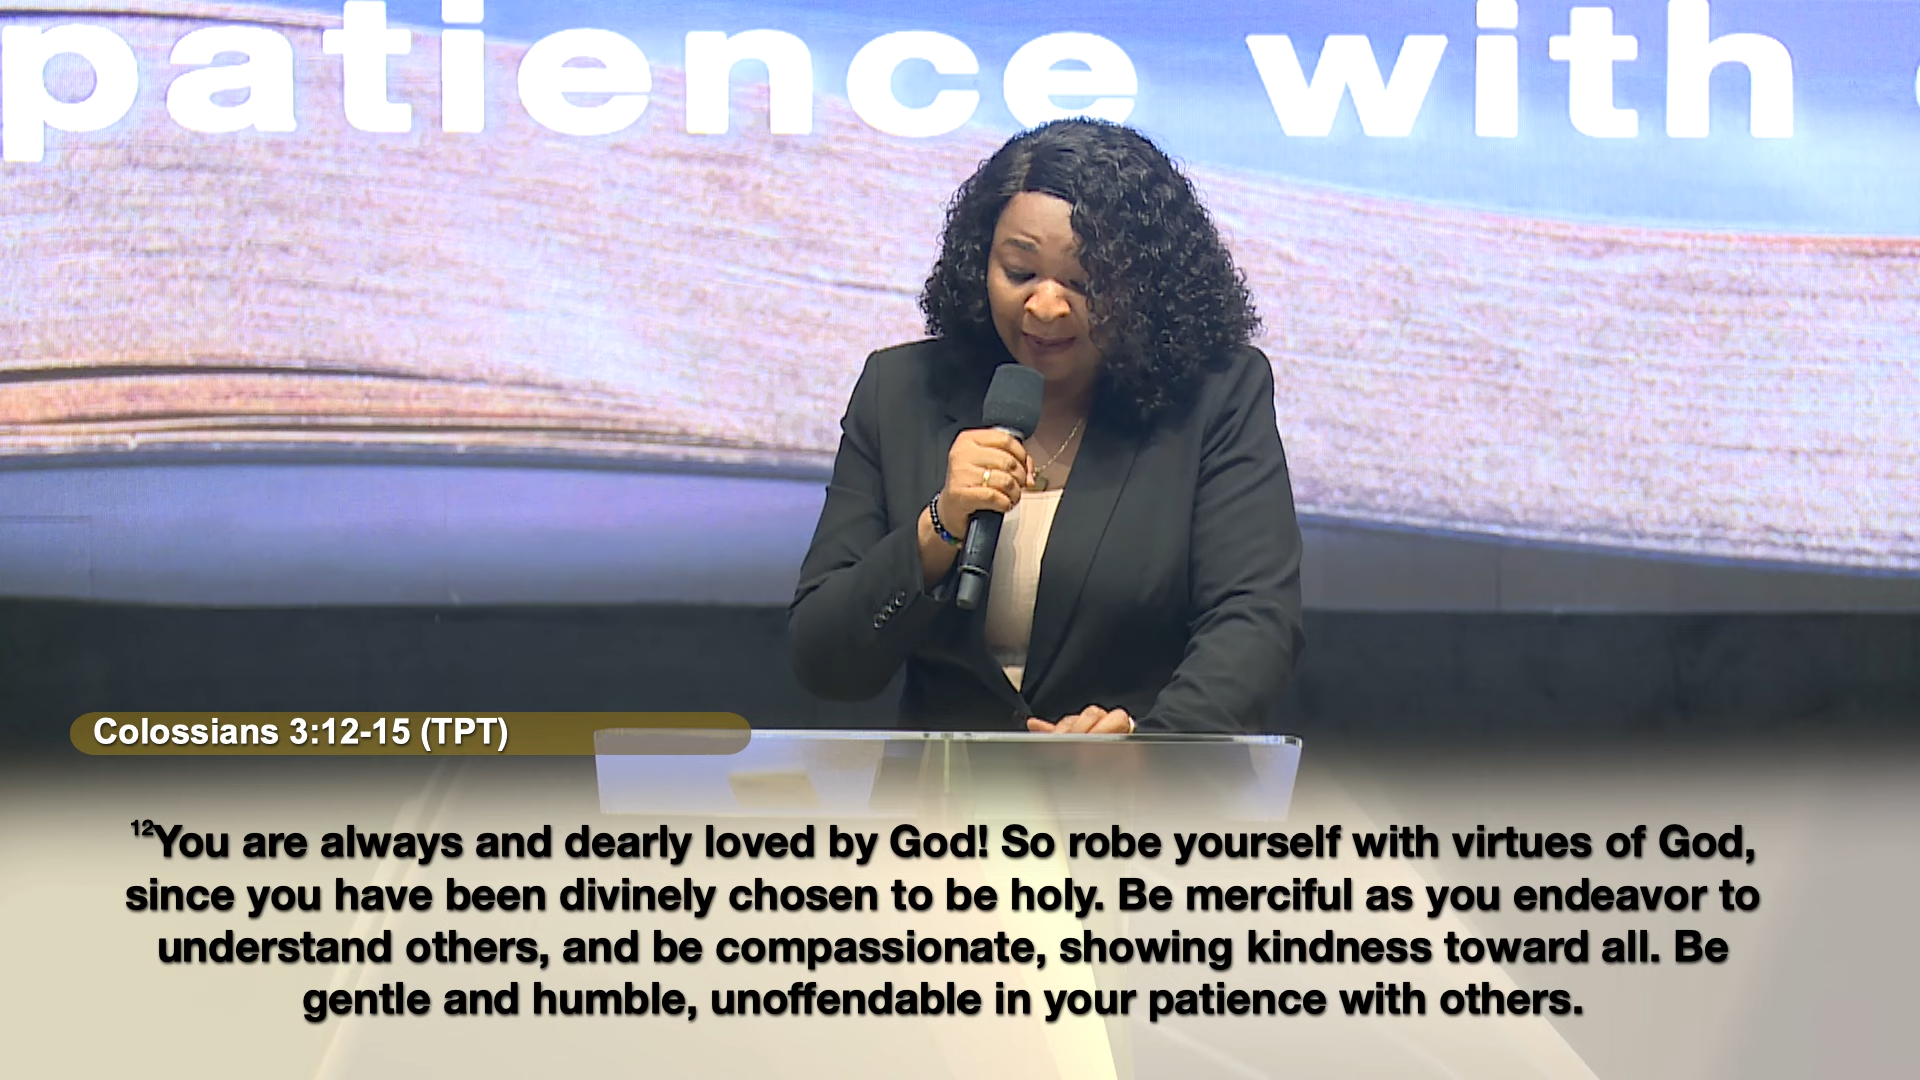 patience with
Colossians 3:12-15 (TPT)
12You are always and dearly loved by God! So robe yourself with virtues of God,
since you have been divinely chosen to be holy. Be merciful as you endeavor to
understand others, and be compassionate, showing kindness toward all. Be
gentle and humble, unoffendable in your patience with others.